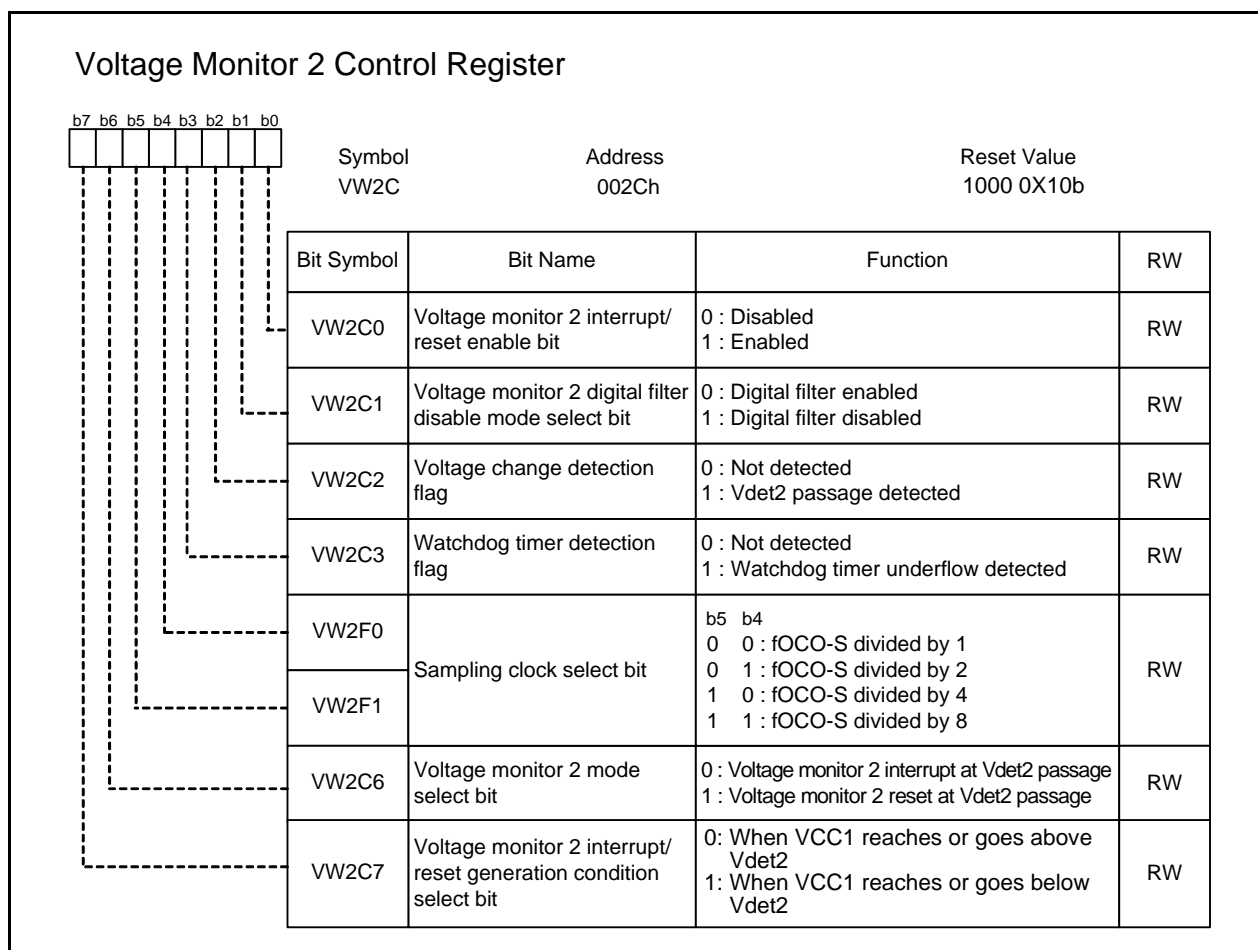 Voltage Monitor 2 Control Register
b7 b6 b5 b4 b3 b2 b1 b0
Symbol Address Reset Value
VW2C 002Ch 1000 0X10b
Bit Symbol Bit Name Function RW
VW2C0
Voltage monitor 2 interrupt/
reset enable bit
0 : Disabled
1 : Enabled
RW
VW2C1
Voltage monitor 2 digital filter
disable mode select bit
0 : Digital filter enabled
1 : Digital filter disabled
RW
VW2C2
Voltage change detection
flag
0 : Not detected
1 : Vdet2 passage detected
RW
VW2C3
Watchdog timer detection
flag
0 : Not detected
1 : Watchdog timer underflow detected
RW
VW2F0
VW2F1
Sampling clock select bit
b5 b4
0 0 : fOCO-S divided by 1
0 1 : fOCO-S divided by 2
1 0 : fOCO-S divided by 4
1 1 : fOCO-S divided by 8
RW
VW2C6
Voltage monitor 2 mode
select bit
0 : Voltage monitor 2 interrupt at Vdet2 passage
1 : Voltage monitor 2 reset at Vdet2 passage
RW
VW2C7
Voltage monitor 2 interrupt/
reset generation condition
select bit
0: When VCC1 reaches or goes above
Vdet2
1: When VCC1 reaches or goes below
Vdet2
RW